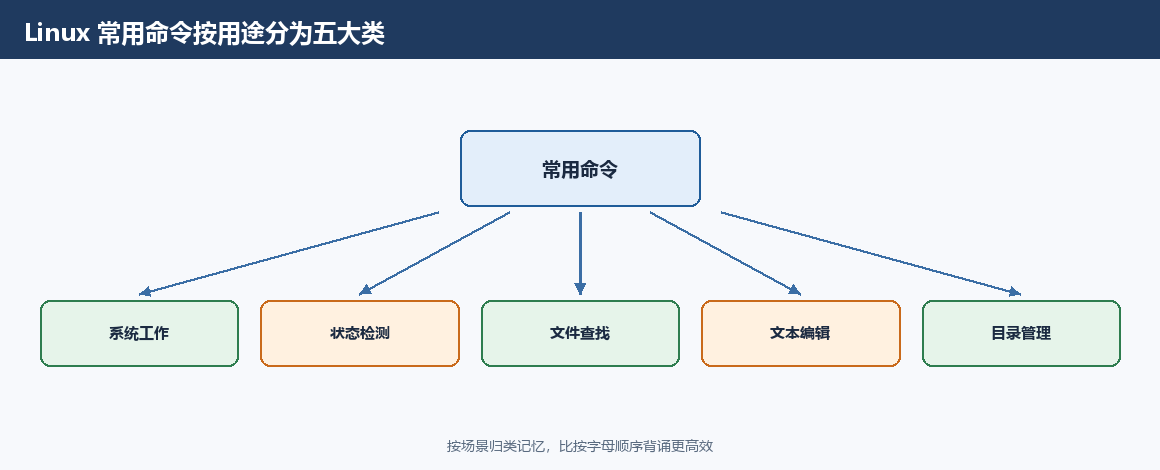 Linux 常用命令按用途分为五大类
常用命令
系统工作
状态检测
文件查找
文本编辑
目录管理
按场景归类记忆，比按字母顺序背诵更高效